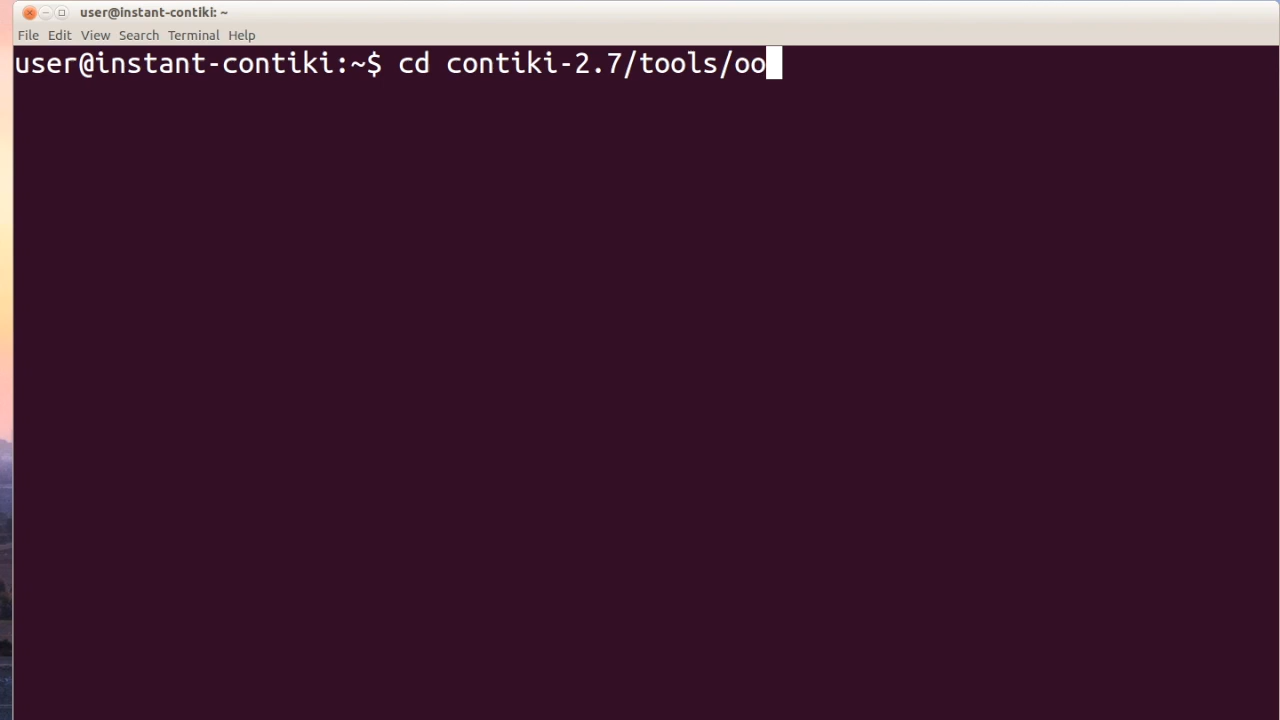 user@instant-contiki: ~
File Edit View Search Terminal Help
user@instant-contiki:~$ cd contiki-2.7/tools/oo